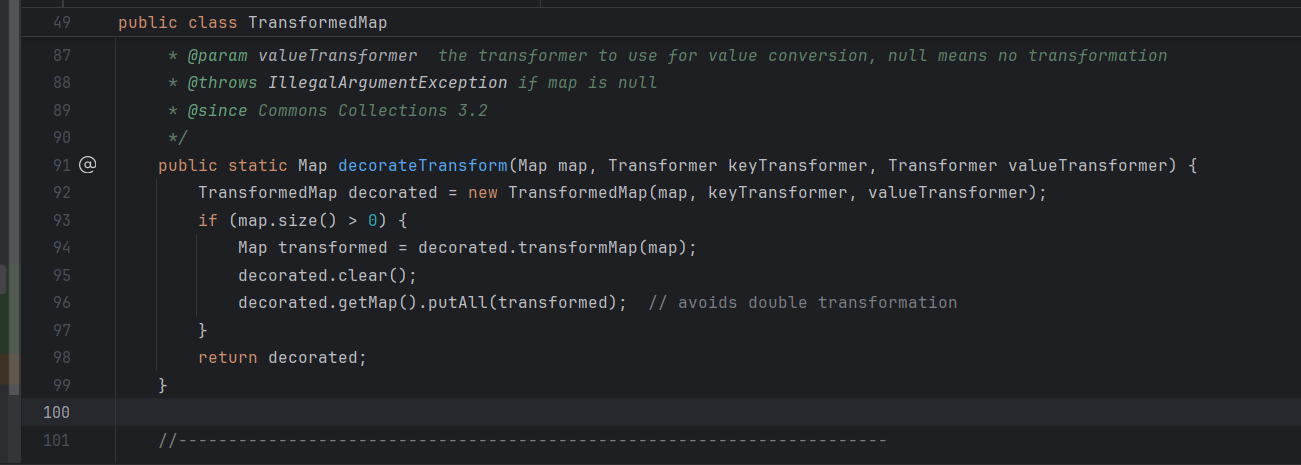 49 public class TransformedMap
87 * @param valueTransformer  the transformer to use for value conversion, null means no transformation
88 * @throws IllegalArgumentException if map is null
89 * @since Commons Collections 3.2
90 */
91 @ public static Map decorateTransform(Map map, Transformer keyTransformer, Transformer valueTransformer) {
92 TransformedMap decorated = new TransformedMap(map, keyTransformer, valueTransformer);
93 if (map.size() > 0) {
94 Map transformed = decorated.transformMap(map);
95 decorated.clear();
96 decorated.getMap().putAll(transformed);  // avoids double transformation
97 }
98 return decorated;
99 }
100
101 //-----------------------------------------------------------------------